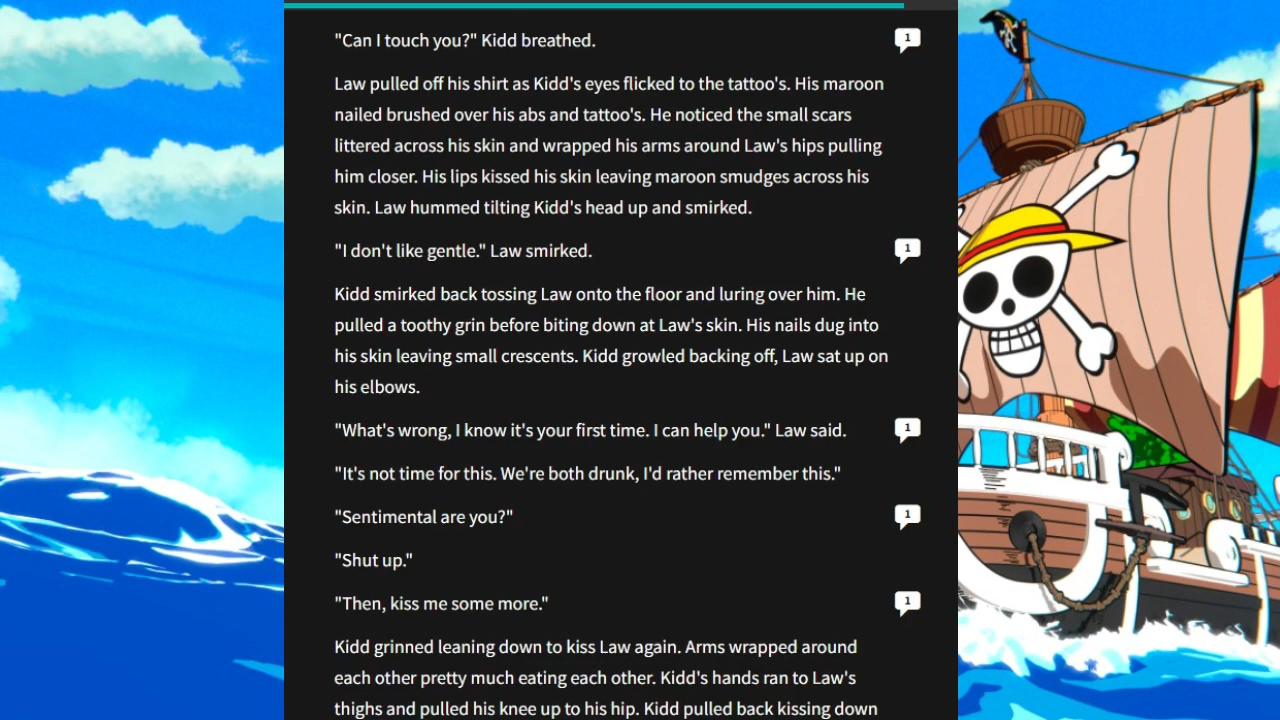 "Can I touch you?" Kidd breathed.
1
Law pulled off his shirt as Kidd's eyes flicked to the tattoo's. His maroon
nailed brushed over his abs and tattoo's. He noticed the small scars
littered across his skin and wrapped his arms around Law's hips pulling
him closer. His lips kissed his skin leaving maroon smudges across his
skin. Law hummed tilting Kidd's head up and smirked.
"I don't like gentle." Law smirked.
1
Kidd smirked back tossing Law onto the floor and luring over him. He
pulled a toothy grin before biting down at Law's skin. His nails dug into
his skin leaving small crescents. Kidd growled backing off, Law sat up on
his elbows.
"What's wrong, I know it's your first time. I can help you." Law said.
1
"It's not time for this. We're both drunk, I'd rather remember this."
"Sentimental are you?"
1
"Shut up."
"Then, kiss me some more."
1
Kidd grinned leaning down to kiss Law again. Arms wrapped around
each other pretty much eating each other. Kidd's hands ran to Law's
thighs and pulled his knee up to his hip. Kidd pulled back kissing down